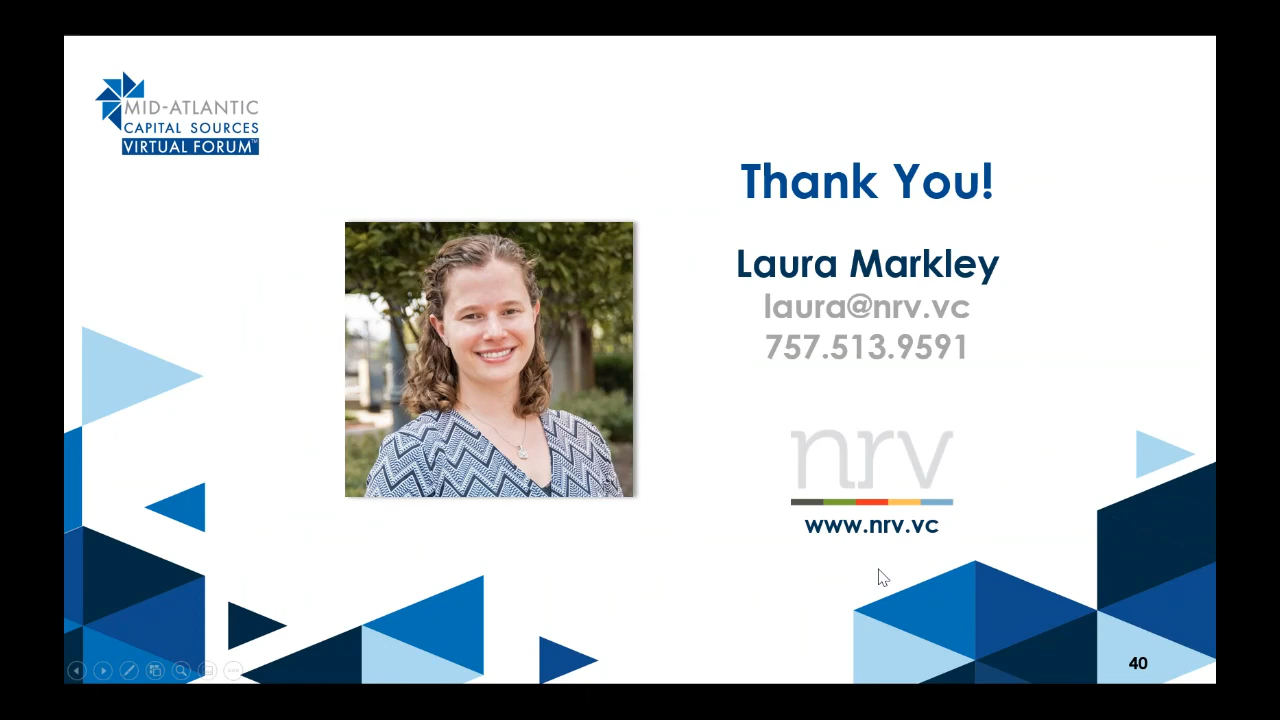 MID-ATLANTIC
CAPITAL SOURCES
VIRTUAL FORUM™
Thank You!
Laura Markley
laura@nrv.vc
757.513.9591
nrv
www.nrv.vc
40